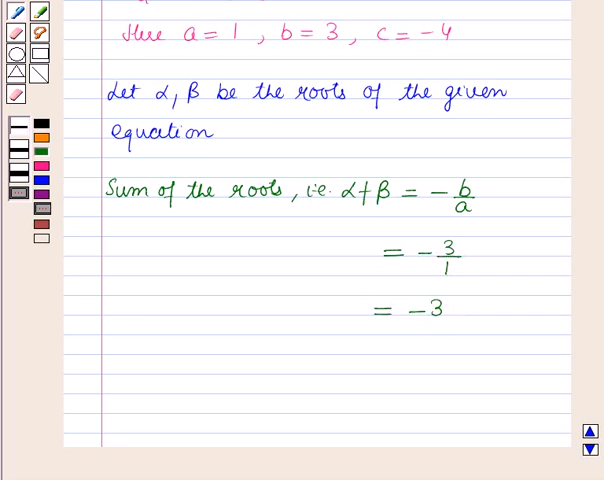 Here a = 1 , b = 3 , c = -4
Let α, β be the roots of the given
equation
Sum of the roots, i.e. α + β = - b/a
= - 3/1
= -3